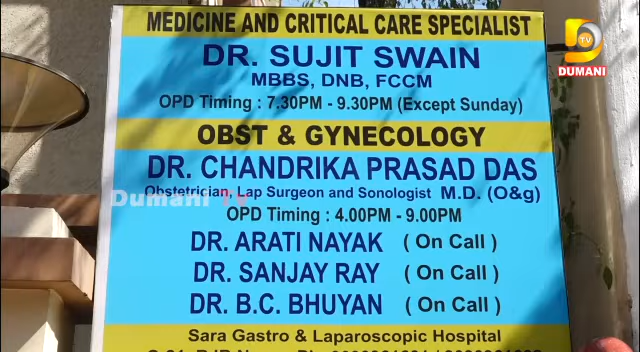 MEDICINE AND CRITICAL CARE SPECIALIST
DR. SUJIT SWAIN
MBBS, DNB, FCCM
OPD Timing : 7.30PM - 9.30PM (Except Sunday)
OBST & GYNECOLOGY
DR. CHANDRIKA PRASAD DAS
Obstetrician, Lap Surgeon and Sonologist M.D. (O&g)
OPD Timing : 4.00PM - 9.00PM
DR. ARATI NAYAK ( On Call )
DR. SANJAY RAY ( On Call )
DR. B.C. BHUYAN ( On Call )
Sara Gastro & Laparoscopic Hospital
TV
DUMANI
Dumani Tv